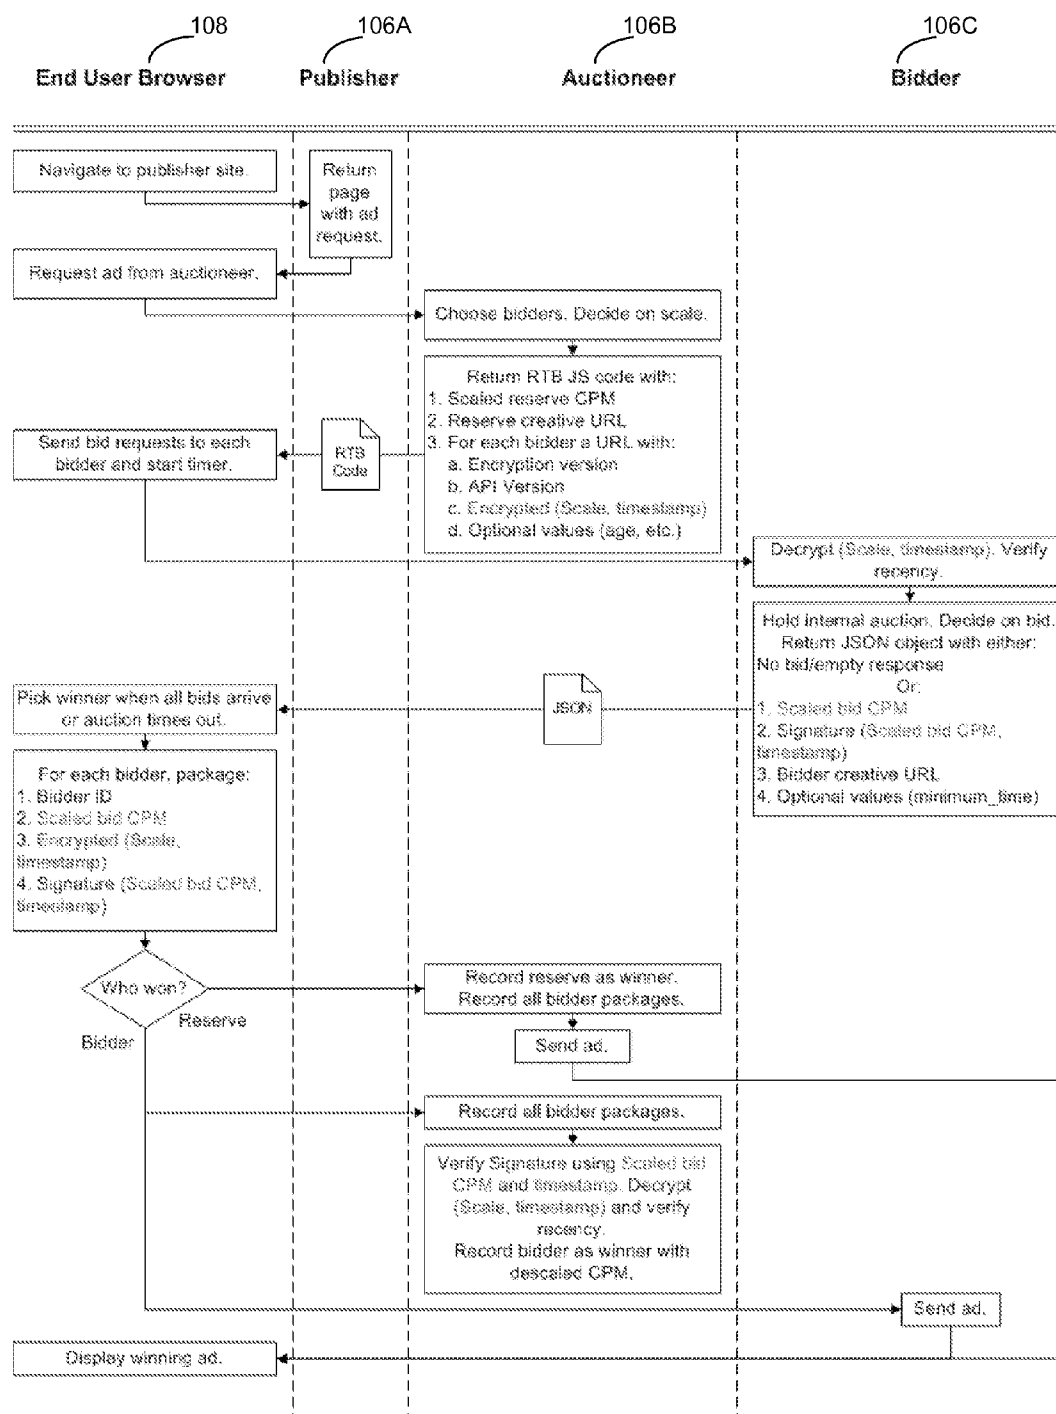 108
106A
106B
106C
End User Browser
Publisher
Auctioneer
Bidder
Navigate to publisher site.
Return
page
with ad
request.
Request ad from auctioneer.
Choose bidders. Decide on scale.
Return RTB JS code with:
1. Scaled reserve CPM
2. Reserve creative URL
3. For each bidder a URL with:
a. Encryption version
b. API Version
c. Encrypted (Scale, timestamp)
d. Optional values (age, etc.)
RTB
Code
Send bid requests to each
bidder and start timer.
Decrypt (Scale, timestamp). Verify
recency.
Hold internal auction. Decide on bid.
Return JSON object with either:
No bid/empty response
Or:
1. Scaled bid CPM
2. Signature (Scaled bid CPM,
timestamp)
3. Bidder creative URL
4. Optional values (minimum_time)
JSON
Pick winner when all bids arrive
or auction times out.
For each bidder, package:
1. Bidder ID
2. Scaled bid CPM
3. Encrypted (Scale,
timestamp)
4. Signature (Scaled bid CPM,
timestamp)
Who won?
Reserve
Bidder
Record reserve as winner.
Record all bidder packages.
Send ad.
Record all bidder packages.
Verify Signature using Scaled bid
CPM and timestamp. Decrypt
(Scale, timestamp) and verify
recency.
Record bidder as winner with
descaled CPM.
Send ad.
Display winning ad.